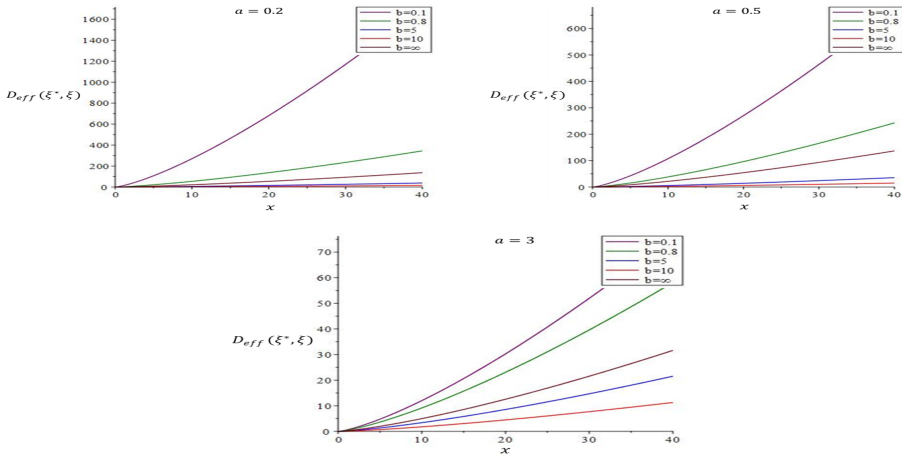 a = 0.2
b=0.1
b=0.8
b=5
b=10
b=∞
D_eff(ξ*,ξ)
1600
1400
1200
1000
800
600
400
200
0
0 10 20 30 40
x
a = 0.5
b=0.1
b=0.8
b=5
b=10
b=∞
D_eff(ξ*,ξ)
600
500
400
300
200
100
0
0 10 20 30 40
x
a = 3
b=0.1
b=0.8
b=5
b=10
b=∞
D_eff(ξ*,ξ)
70
60
50
40
30
20
10
0
0 10 20 30 40
x